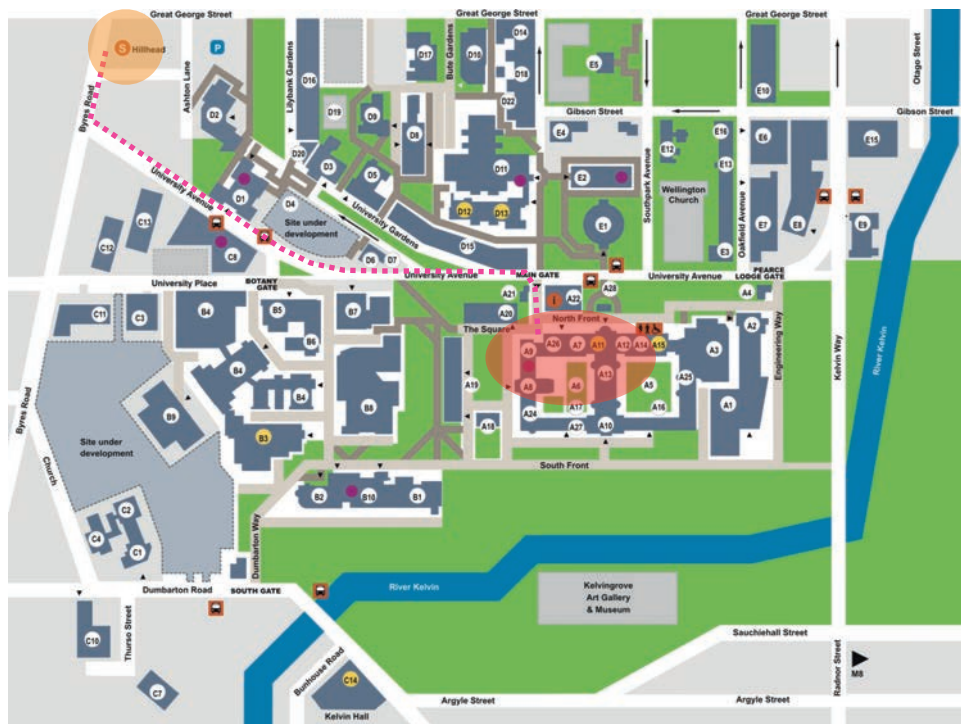 Great George Street
Great George Street
Great George Street
Otago Street
S Hillhead
P
Ashton Lane
Lilybank Gardens
Bute Gardens
Byres Road
D17
D10
D14
D16
D18
E5
E10
D19
D9
D22
D2
D8
Gibson Street
Gibson Street
E4
E16
E6
E15
E12
E13
D20
D3
D5
D11
E2
Southpark Avenue
Wellington
Church
Oakfield Avenue
D1
D4
University Gardens
D12
D13
University Avenue
Site under
development
E1
E7
E8
E9
E3
C13
C12
C8
D6
D7
D15
University Avenue
MAIN GATE
University Avenue
PEARCE
LODGE GATE
University Place
BOTANY
GATE
A21
A22
A28
A4
C11
C3
B4
B5
B7
A20
i
North Front
The Square
A2
B6
A9
A26
A7
A11
A12
A14
A15
A3
Engineering Way
Kelvin Way
River Kelvin
B4
A13
A8
A6
A5
A25
A19
B4
B8
B9
A17
A16
A24
A1
A18
A27
A10
Byres Road
B3
Site under
development
South Front
Church
B2
B10
B1
C2
C4
C1
Dumbarton Way
Dumbarton Road
SOUTH GATE
River Kelvin
Kelvingrove
Art Gallery
& Museum
C10
Thurso Street
Sauchiehall Street
Bunhouse Road
Radnor Street
M8
C7
C14
Argyle Street
Argyle Street
Kelvin Hall